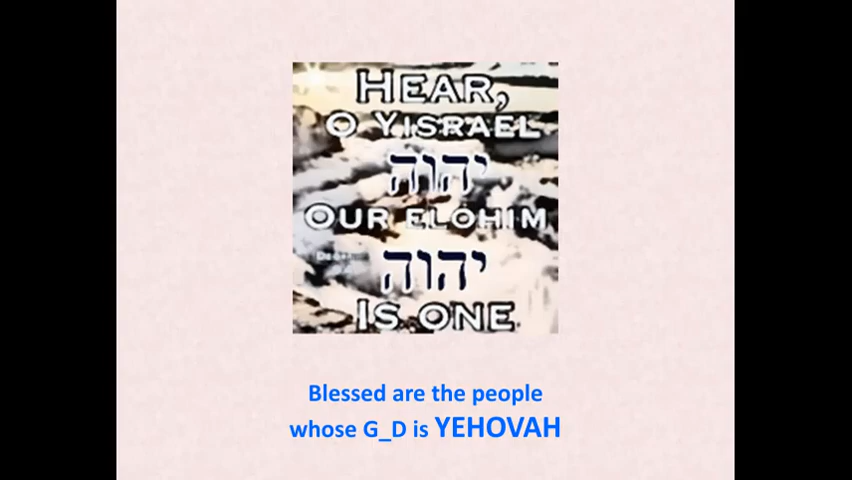 HEAR,
O YISRAEL
יהוה
OUR ELOHIM
יהוה
IS ONE
Blessed are the people
whose G_D is YEHOVAH